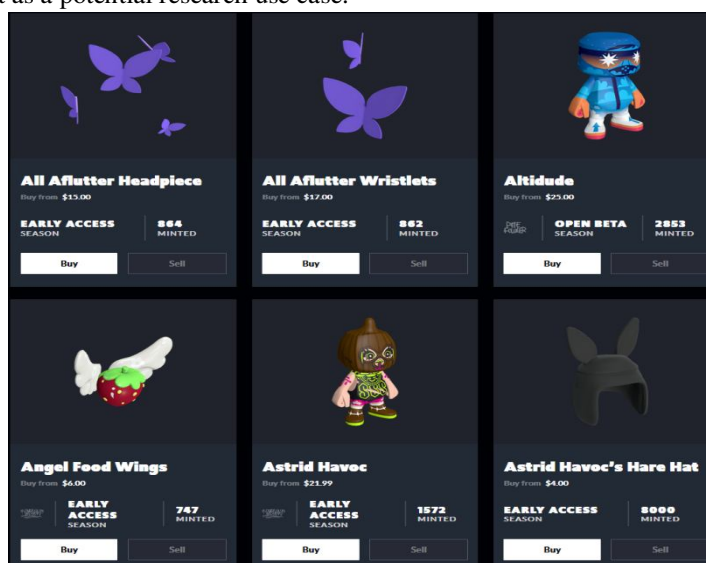 as a potential research use case.
All Aflutter Headpiece
Buy from $15.00
EARLY ACCESS
SEASON
864
MINTED
Buy
Sell
All Aflutter Wristlets
Buy from $17.00
EARLY ACCESS
SEASON
862
MINTED
Buy
Sell
Altidude
Buy from $25.00
OPEN BETA
SEASON
2853
MINTED
Buy
Sell
Angel Food Wings
Buy from $6.00
EARLY
ACCESS
SEASON
747
MINTED
Buy
Sell
Astrid Havoc
Buy from $21.99
EARLY
ACCESS
SEASON
1572
MINTED
Buy
Sell
Astrid Havoc's Hare Hat
Buy from $4.00
EARLY ACCESS
SEASON
8000
MINTED
Buy
Sell